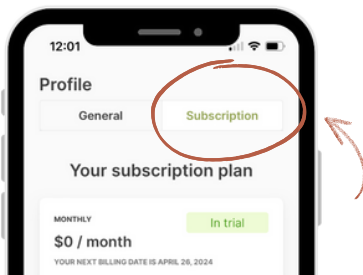 12:01
Profile
General Subscription
Your subscription plan
MONTHLY
In trial
$0 / month
YOUR NEXT BILLING DATE IS APRIL 26, 2024